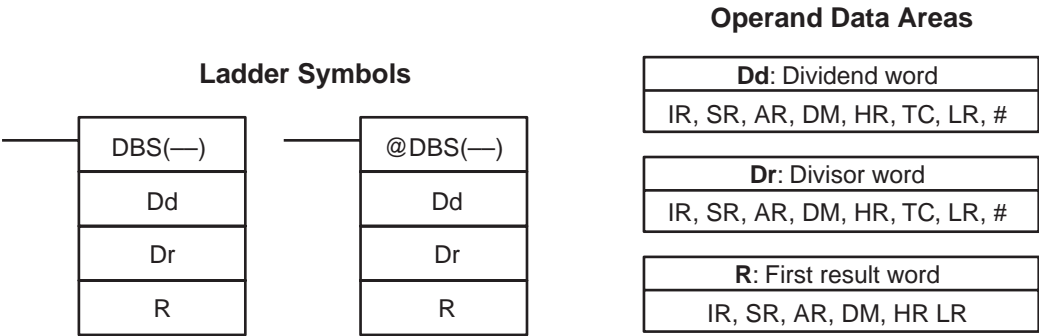 Ladder Symbols
DBS(––)
Dd
Dr
R
@DBS(––)
Dd
Dr
R
Operand Data Areas
Dd: Dividend word
IR, SR, AR, DM, HR, TC, LR, #
Dr: Divisor word
IR, SR, AR, DM, HR, TC, LR, #
R: First result word
IR, SR, AR, DM, HR LR